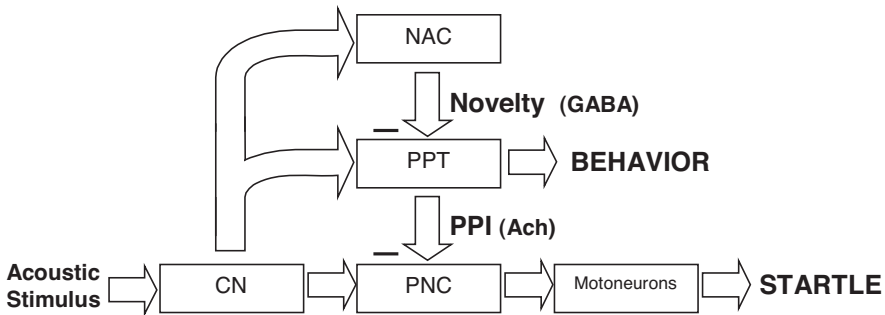 NAC
Novelty (GABA)
–
PPT
BEHAVIOR
PPI (Ach)
–
Acoustic
Stimulus
CN
PNC
Motoneurons
STARTLE